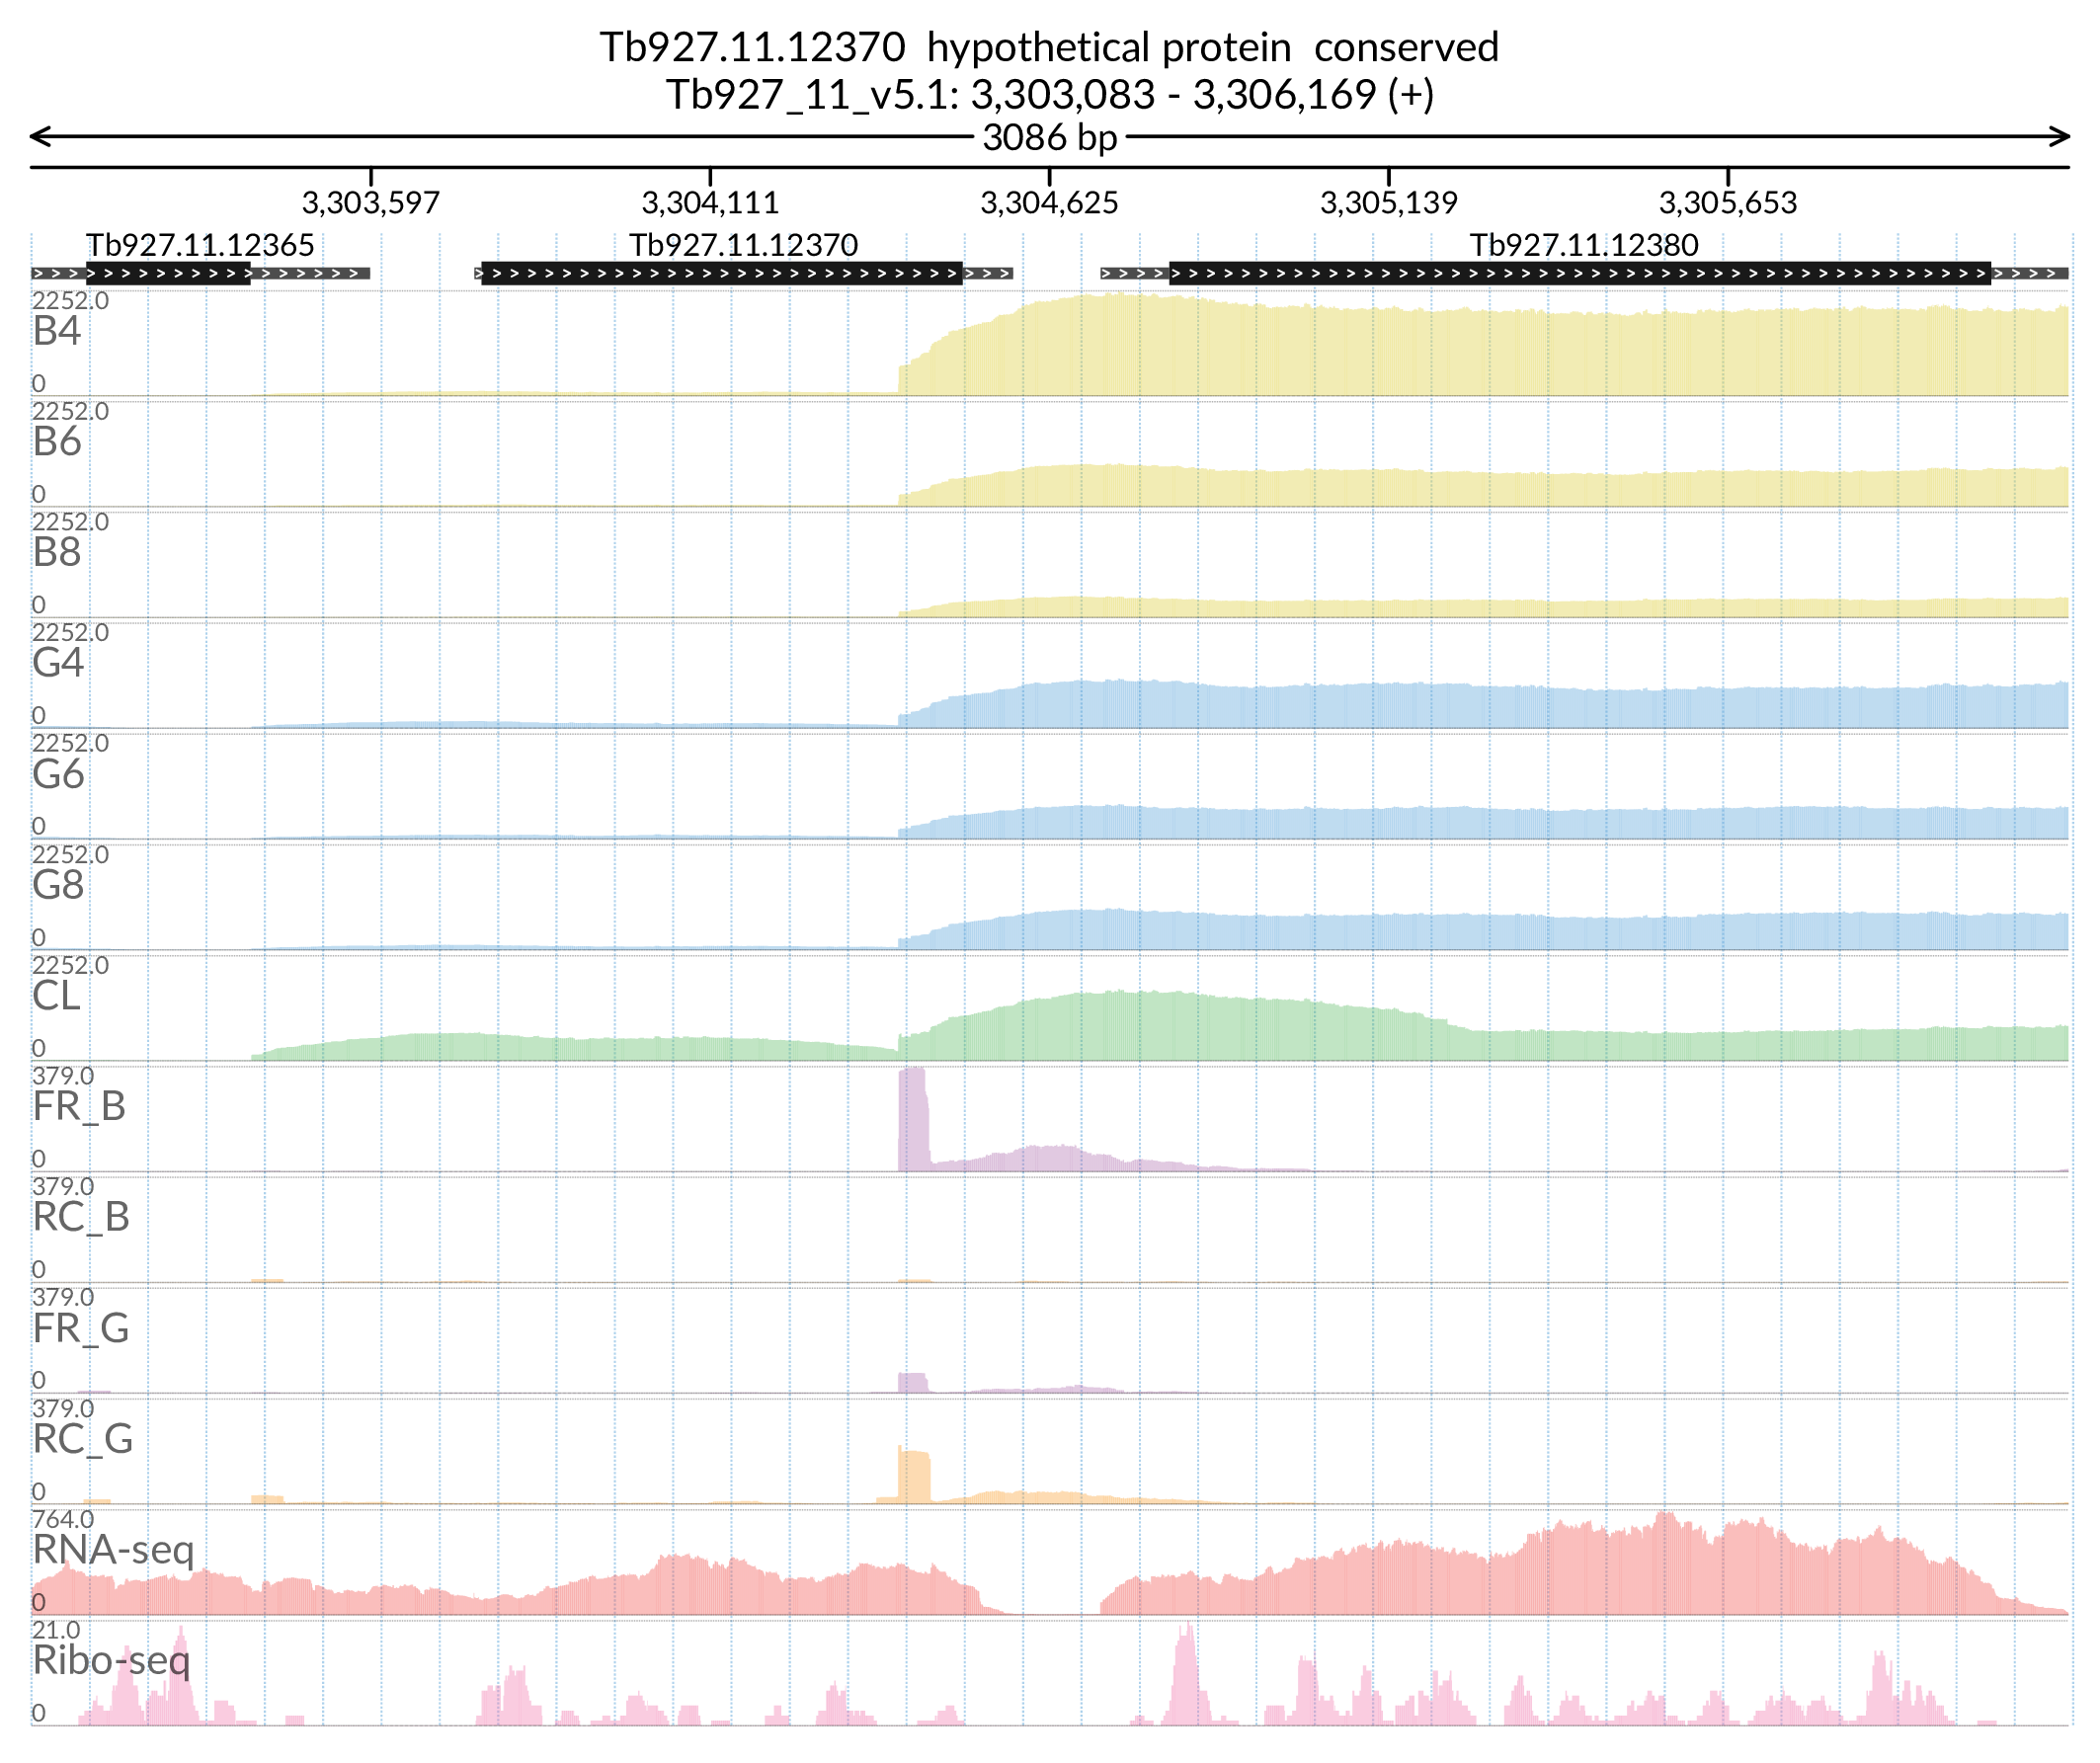 Tb927.11.12370  hypothetical protein  conserved
Tb927_11_v5.1: 3,303,083 - 3,306,169 (+)
3086 bp
3,303,597 3,304,111 3,304,625 3,305,139 3,305,653
Tb927.11.12365 Tb927.11.12370 Tb927.11.12380
2252.0
B4
0
2252.0
B6
0
2252.0
B8
0
2252.0
G4
0
2252.0
G6
0
2252.0
G8
0
2252.0
CL
0
379.0
FR_B
0
379.0
RC_B
0
379.0
FR_G
0
379.0
RC_G
0
764.0
RNA-seq
0
21.0
Ribo-seq
0